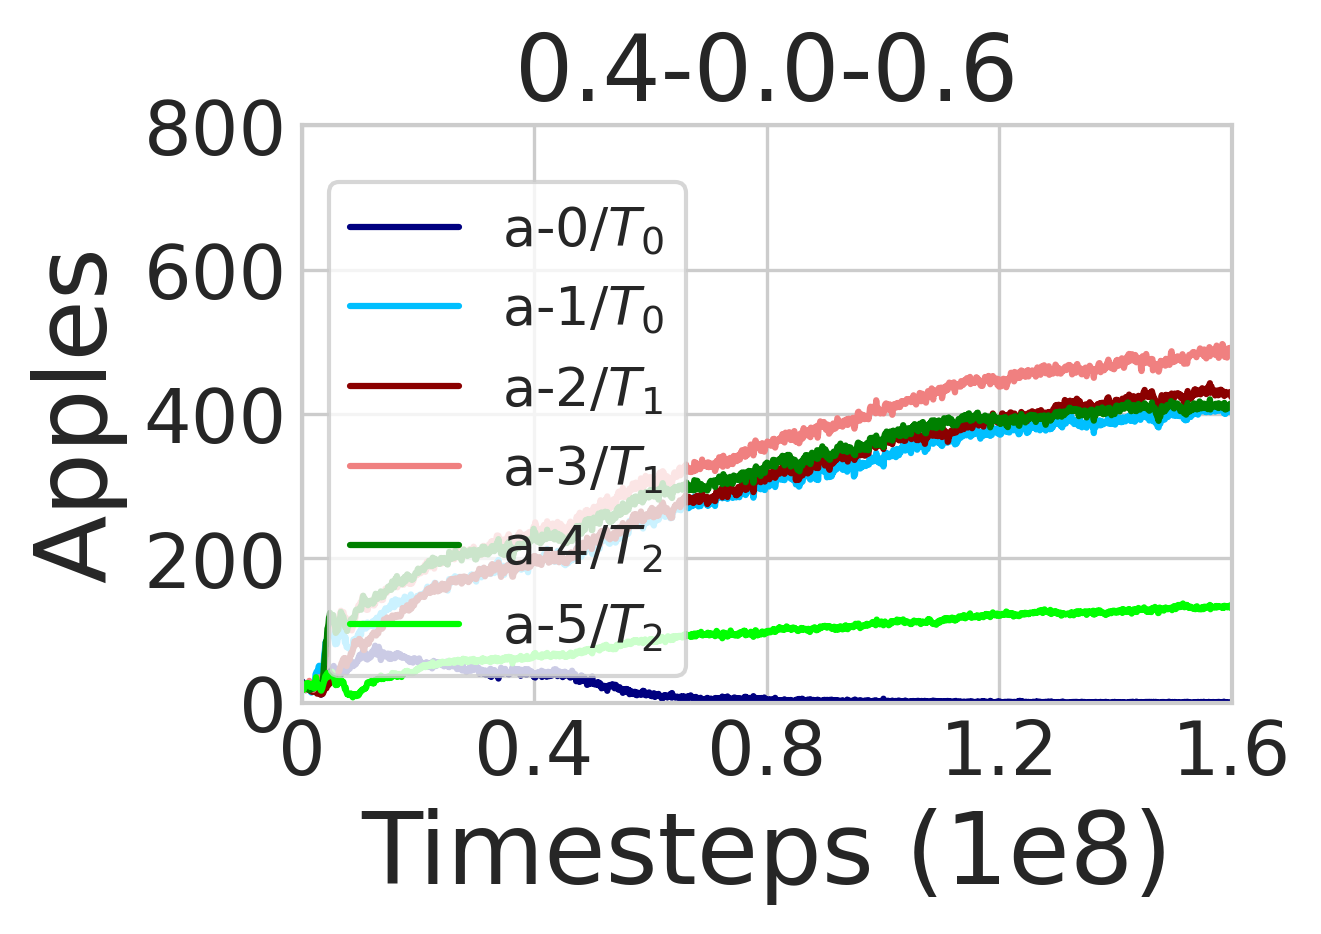 0.4-0.0-0.6
800
600
400
200
0
Apples
a-0/T₀
a-1/T₀
a-2/T₁
a-3/T₁
a-4/T₂
a-5/T₂
0 0.4 0.8 1.2 1.6
Timesteps (1e8)